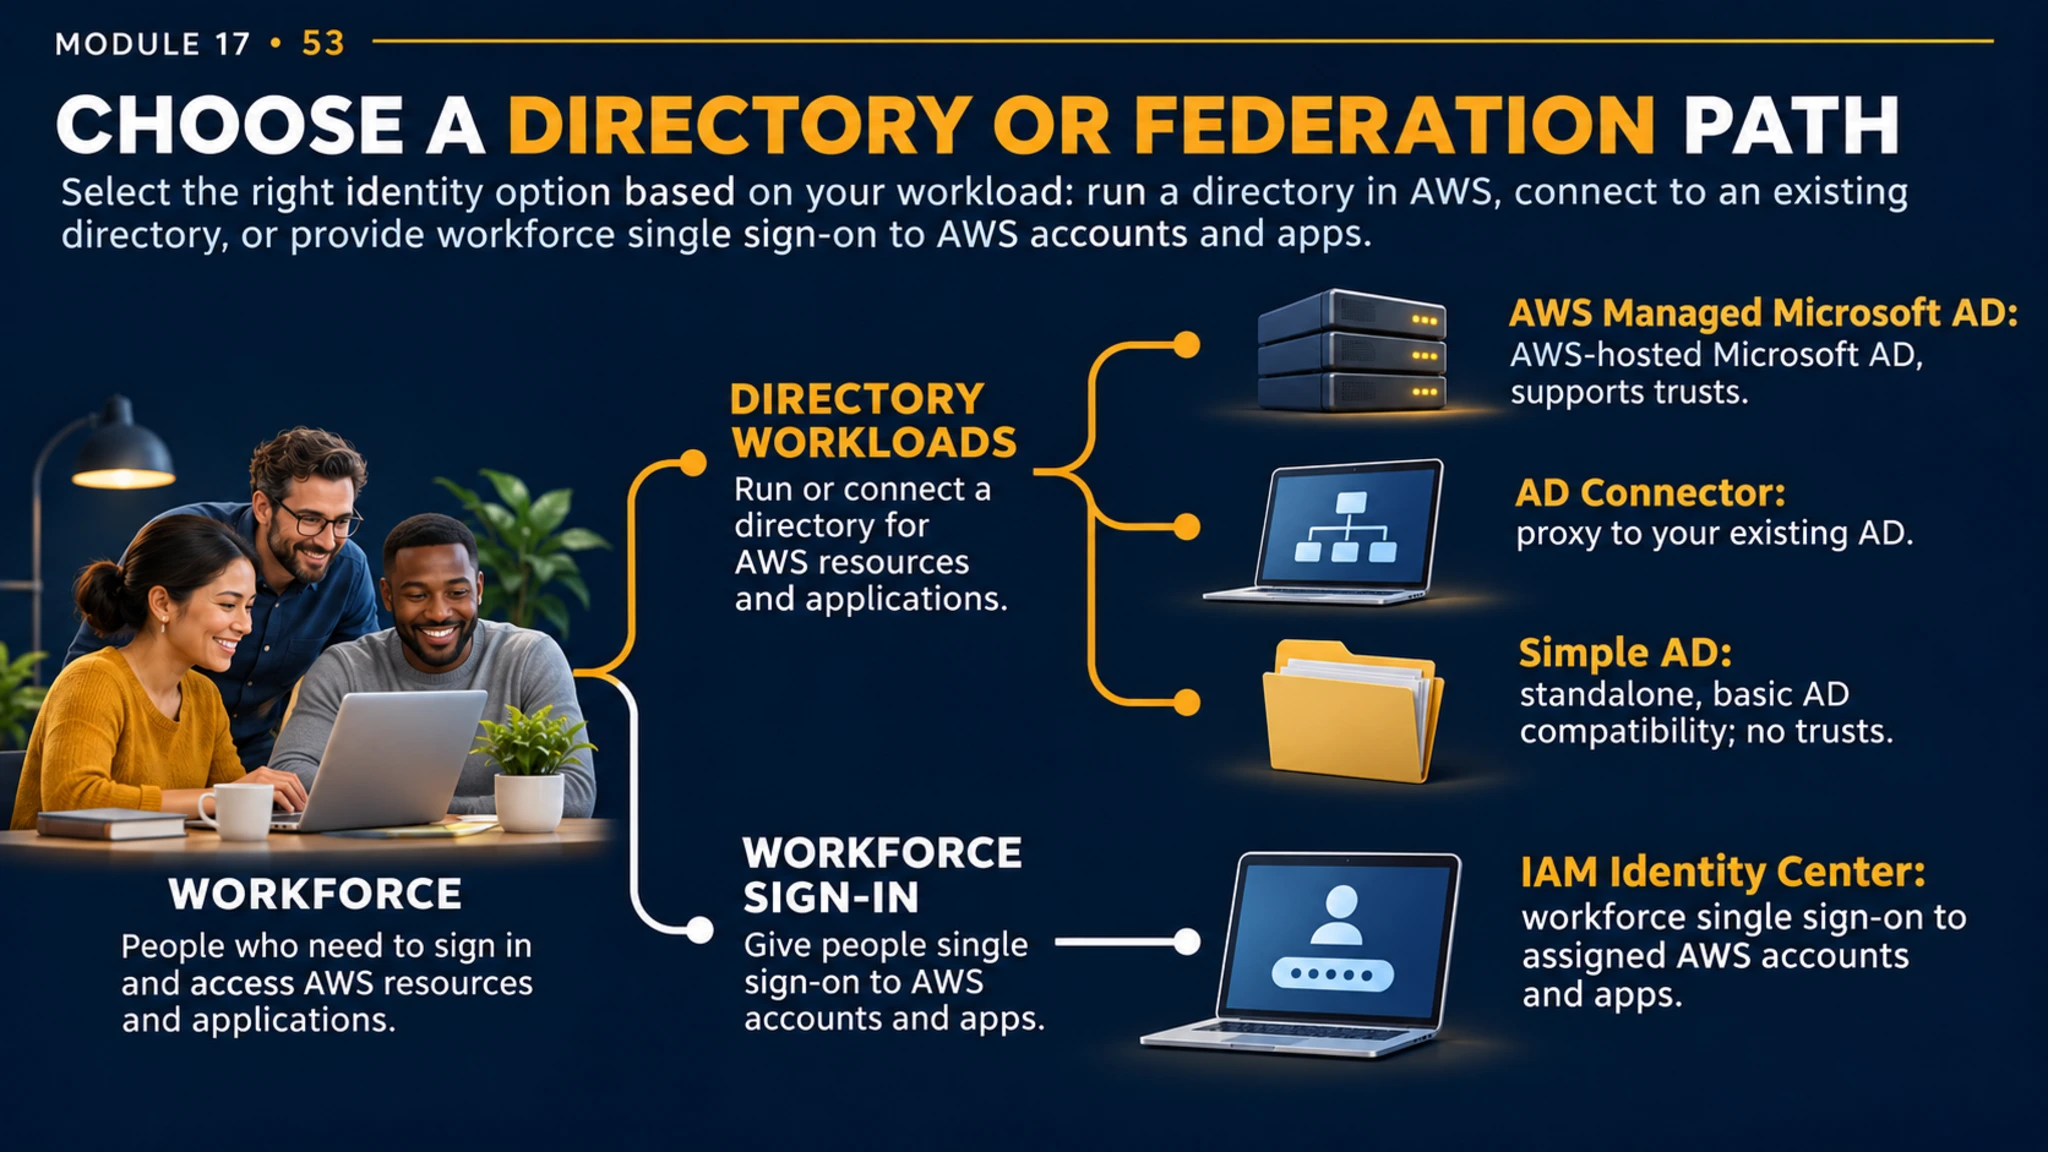 MODULE 17 • 53
CHOOSE A DIRECTORY OR FEDERATION PATH
Select the right identity option based on your workload: run a directory in AWS, connect to an existing
directory, or provide workforce single sign-on to AWS accounts and apps.
WORKFORCE
People who need to sign in
and access AWS resources
and applications.
DIRECTORY
WORKLOADS
Run or connect a
directory for
AWS resources
and applications.
AWS Managed Microsoft AD:
AWS-hosted Microsoft AD,
supports trusts.
AD Connector:
proxy to your existing AD.
Simple AD:
standalone, basic AD
compatibility; no trusts.
WORKFORCE
SIGN-IN
Give people single
sign-on to AWS
accounts and apps.
IAM Identity Center:
workforce single sign-on to
assigned AWS accounts
and apps.